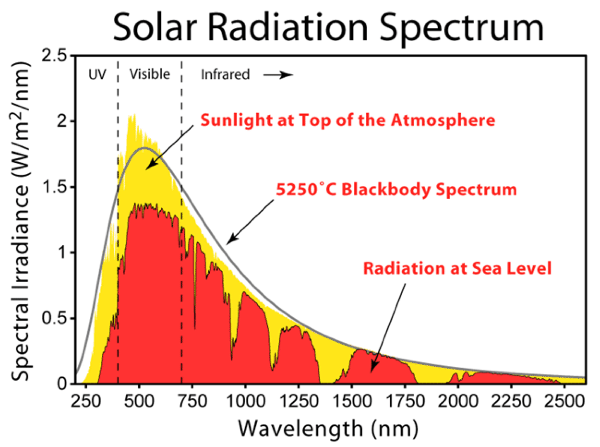 Solar Radiation Spectrum
Spectral Irradiance (W/m²/nm)
2.5
2
1.5
1
0.5
0
UV
Visible
Infrared
Sunlight at Top of the Atmosphere
5250˚C Blackbody Spectrum
Radiation at Sea Level
250 500 750 1000 1250 1500 1750 2000 2250 2500
Wavelength (nm)